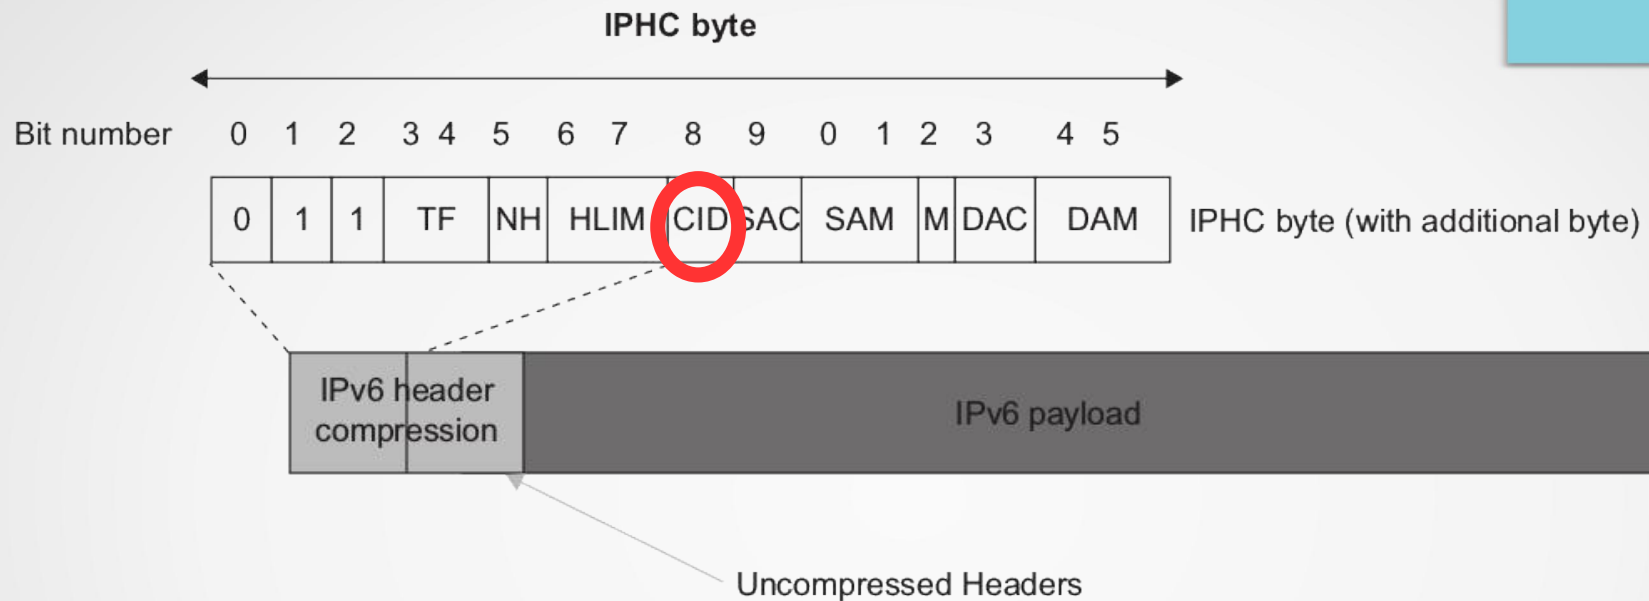 IPHC byte
Bit number 0 1 2 3 4 5 6 7 8 9 0 1 2 3 4 5
0 1 1 TF NH HLIM CID SAC SAM M DAC DAM IPHC byte (with additional byte)
IPv6 header
compression
IPv6 payload
Uncompressed Headers